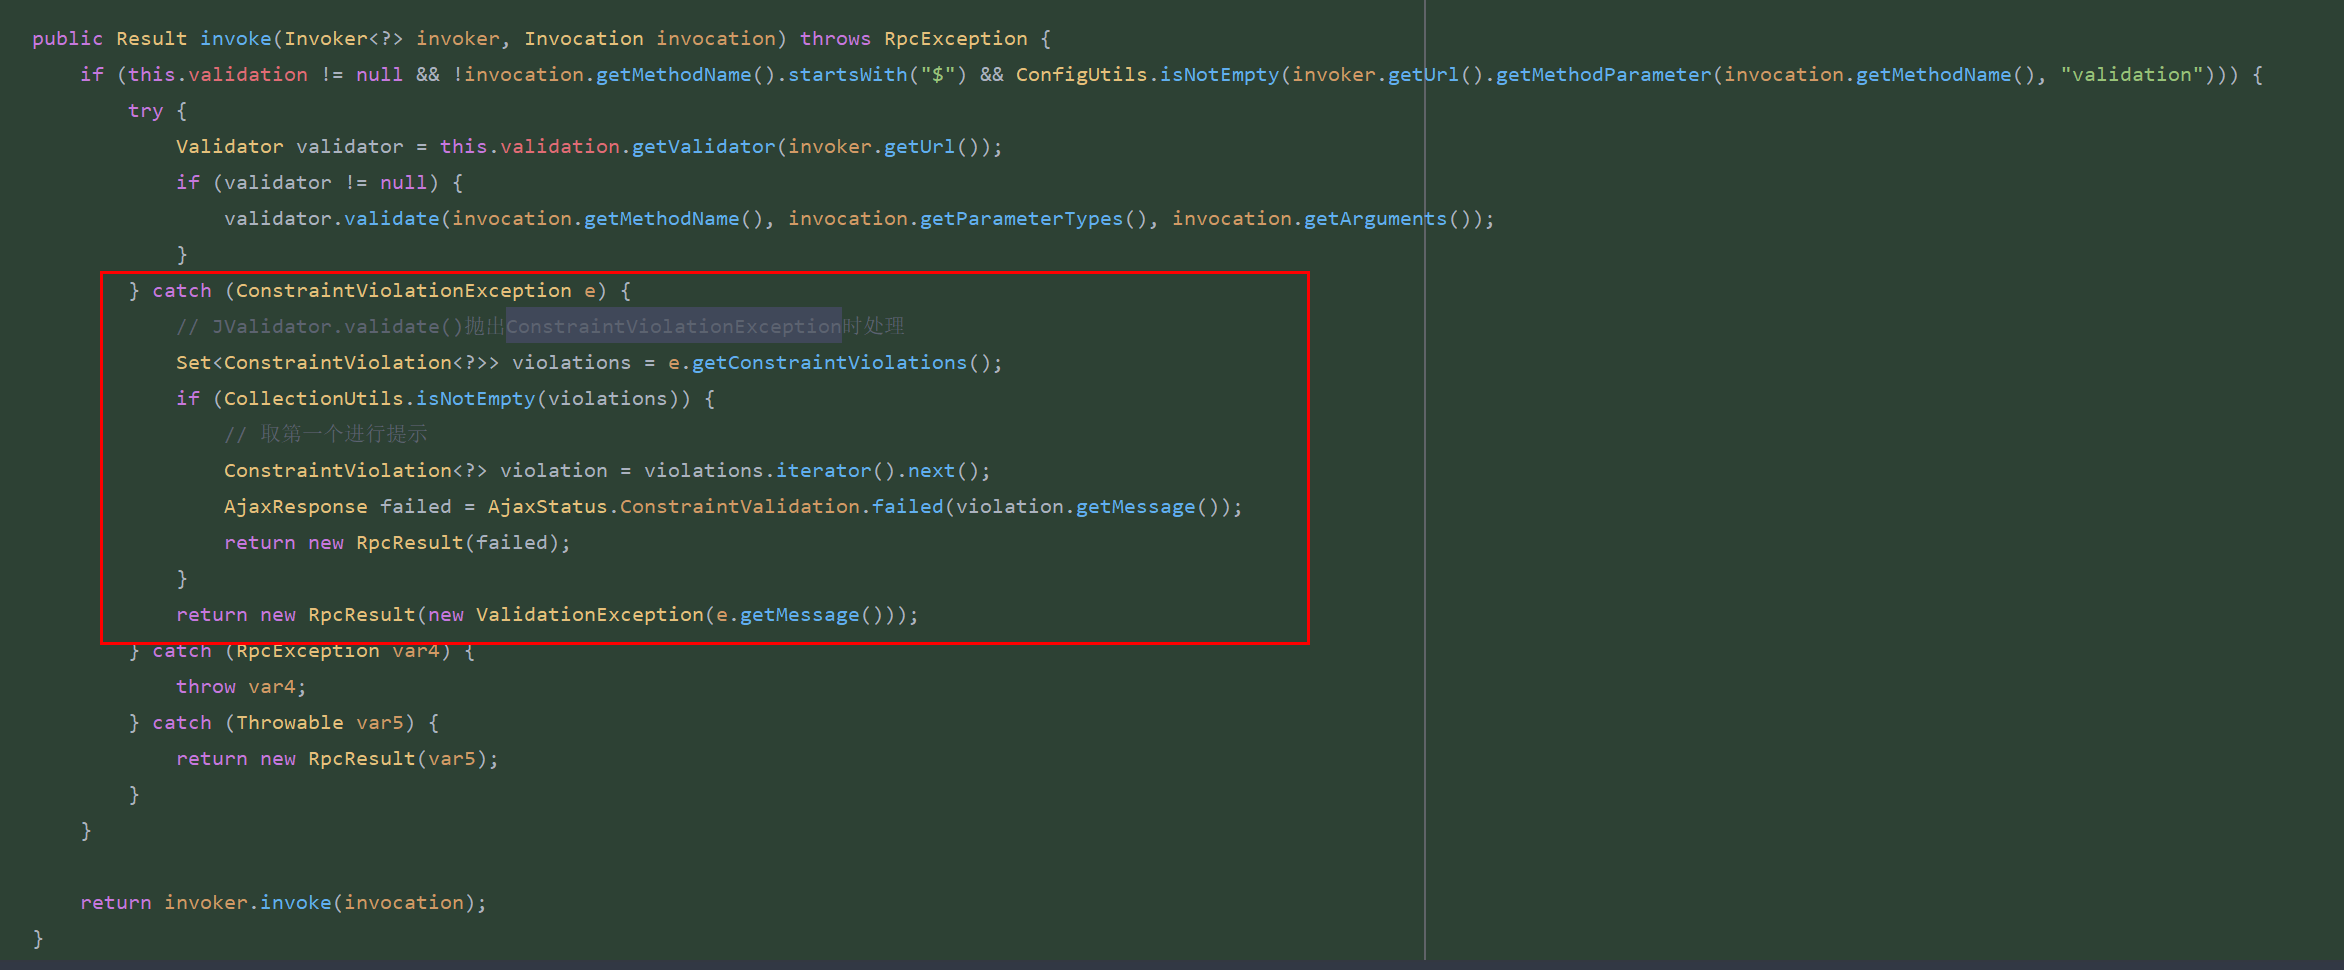 public Result invoke(Invoker<?> invoker, Invocation invocation) throws RpcException {
if (this.validation != null && !invocation.getMethodName().startsWith("$") && ConfigUtils.isNotEmpty(invoker.getUrl().getMethodParameter(invocation.getMethodName(), "validation"))) {
try {
Validator validator = this.validation.getValidator(invoker.getUrl());
if (validator != null) {
validator.validate(invocation.getMethodName(), invocation.getParameterTypes(), invocation.getArguments());
}
} catch (ConstraintViolationException e) {
// JValidator.validate()抛出ConstraintViolationException时处理
Set<ConstraintViolation<?>> violations = e.getConstraintViolations();
if (CollectionUtils.isNotEmpty(violations)) {
// 取第一个进行提示
ConstraintViolation<?> violation = violations.iterator().next();
AjaxResponse failed = AjaxStatus.ConstraintValidation.failed(violation.getMessage());
return new RpcResult(failed);
}
return new RpcResult(new ValidationException(e.getMessage()));
} catch (RpcException var4) {
throw var4;
} catch (Throwable var5) {
return new RpcResult(var5);
}
}
return invoker.invoke(invocation);
}